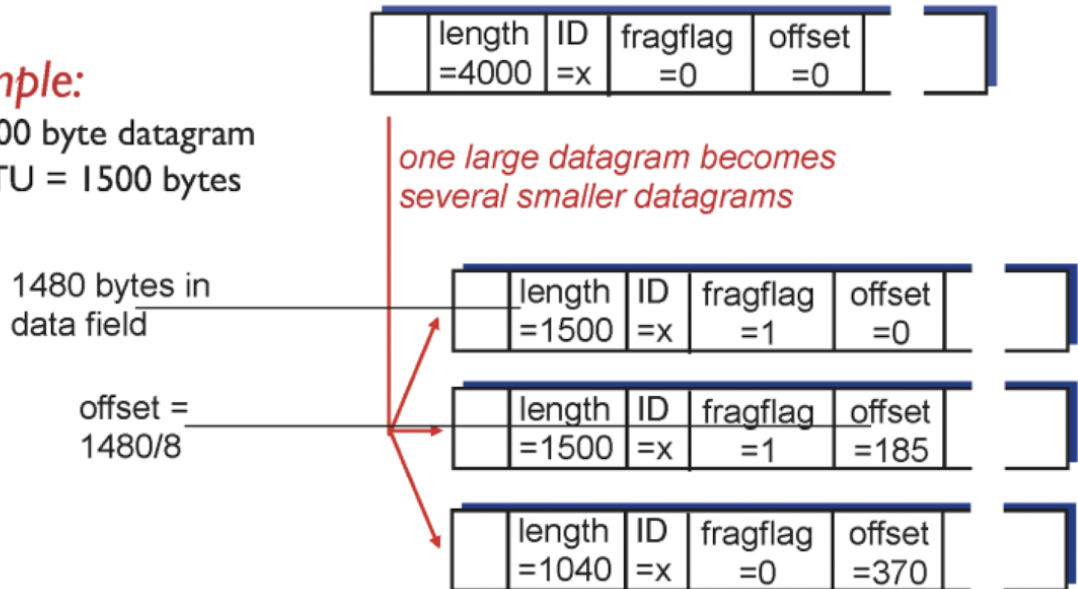 length ID fragflag offset
=4000 =x =0 =0
mple:
00 byte datagram
TU = 1500 bytes
one large datagram becomes
several smaller datagrams
1480 bytes in
data field
length ID fragflag offset
=1500 =x =1 =0
offset =
1480/8
length ID fragflag offset
=1500 =x =1 =185
length ID fragflag offset
=1040 =x =0 =370